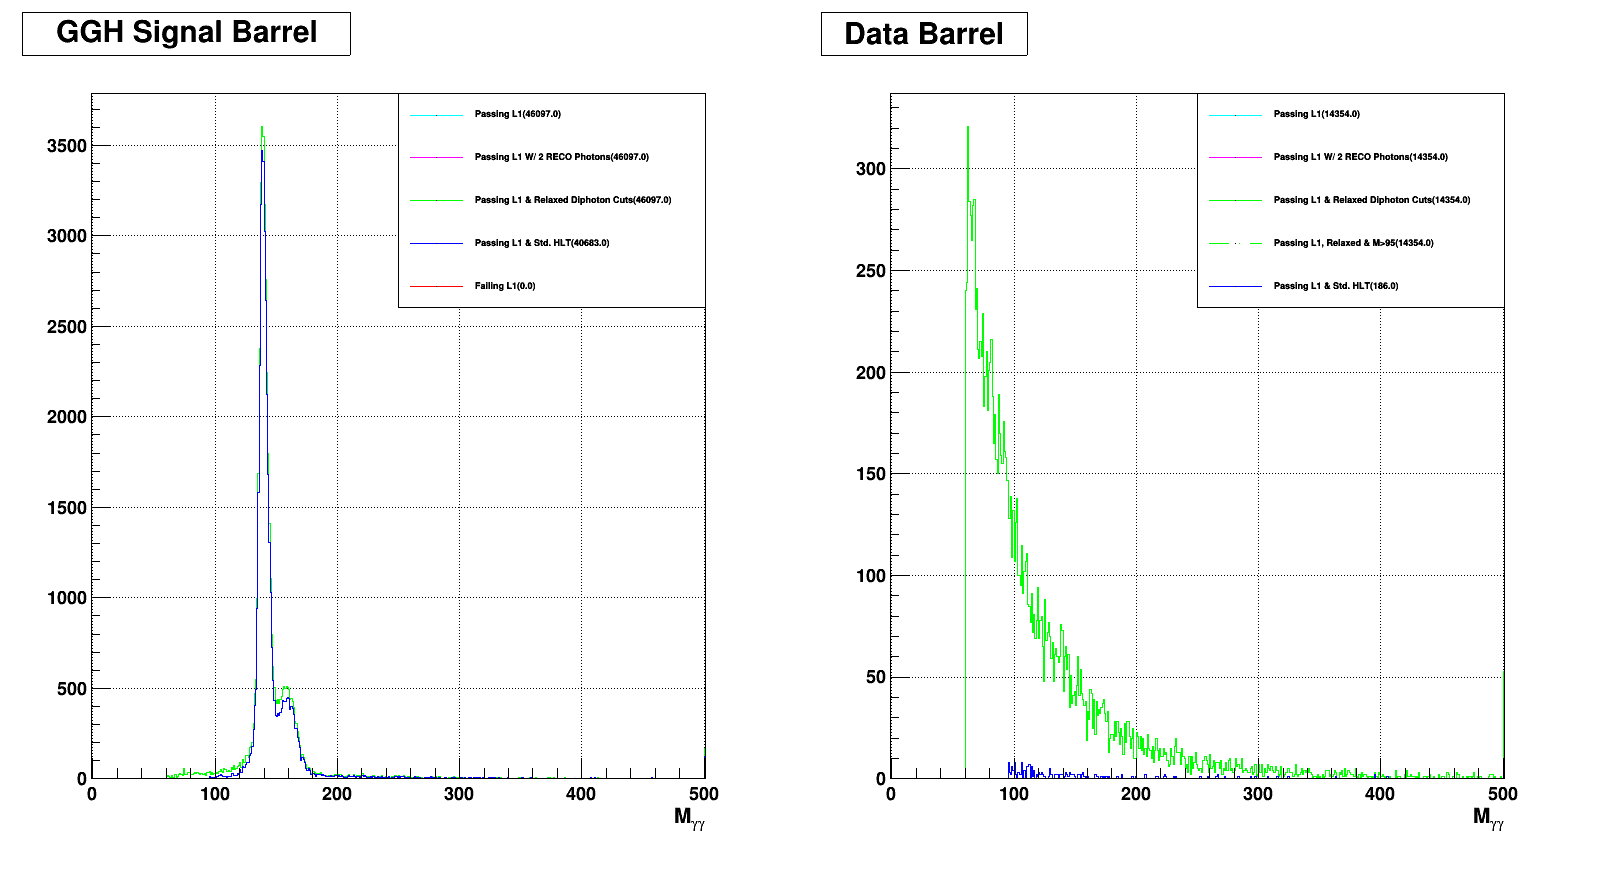 GGH Signal Barrel
Passing L1(46097.0)
Passing L1 W/ 2 RECO Photons(46097.0)
Passing L1 & Relaxed Diphoton Cuts(46097.0)
Passing L1 & Std. HLT(40683.0)
Failing L1(0.0)
3500
3000
2500
2000
1500
1000
500
0
0 100 200 300 400 500
Mγγ
Data Barrel
Passing L1(14354.0)
Passing L1 W/ 2 RECO Photons(14354.0)
Passing L1 & Relaxed Diphoton Cuts(14354.0)
Passing L1, Relaxed & M>95(14354.0)
Passing L1 & Std. HLT(186.0)
300
250
200
150
100
50
0
0 100 200 300 400 500
Mγγ